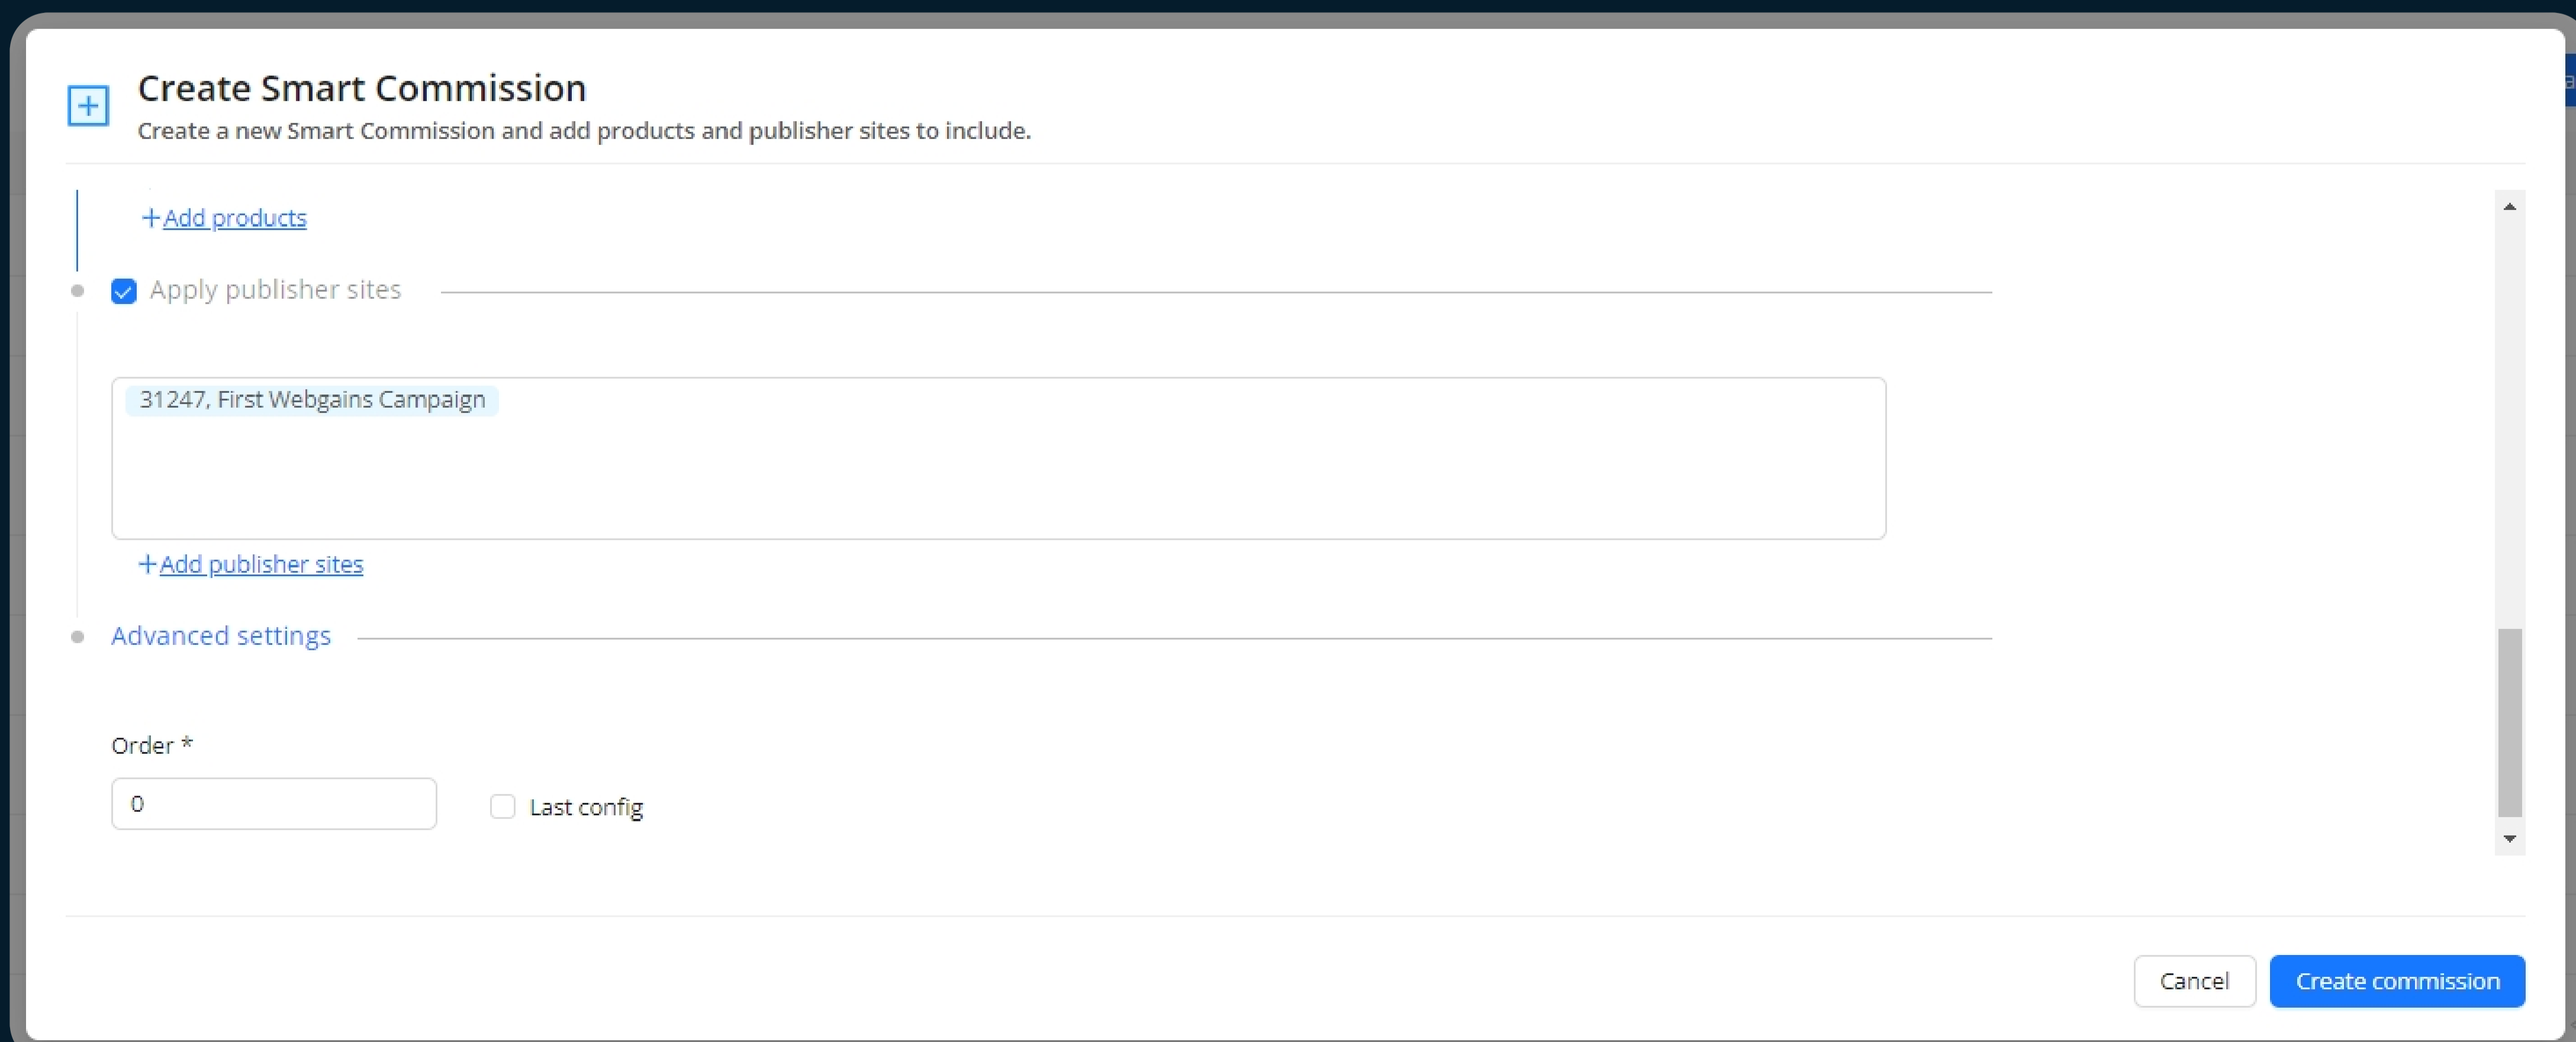 Create Smart Commission
Create a new Smart Commission and add products and publisher sites to include.
+Add products
Apply publisher sites
31247, First Webgains Campaign
+Add publisher sites
Advanced settings
Order *
0
Last config
Cancel
Create commission